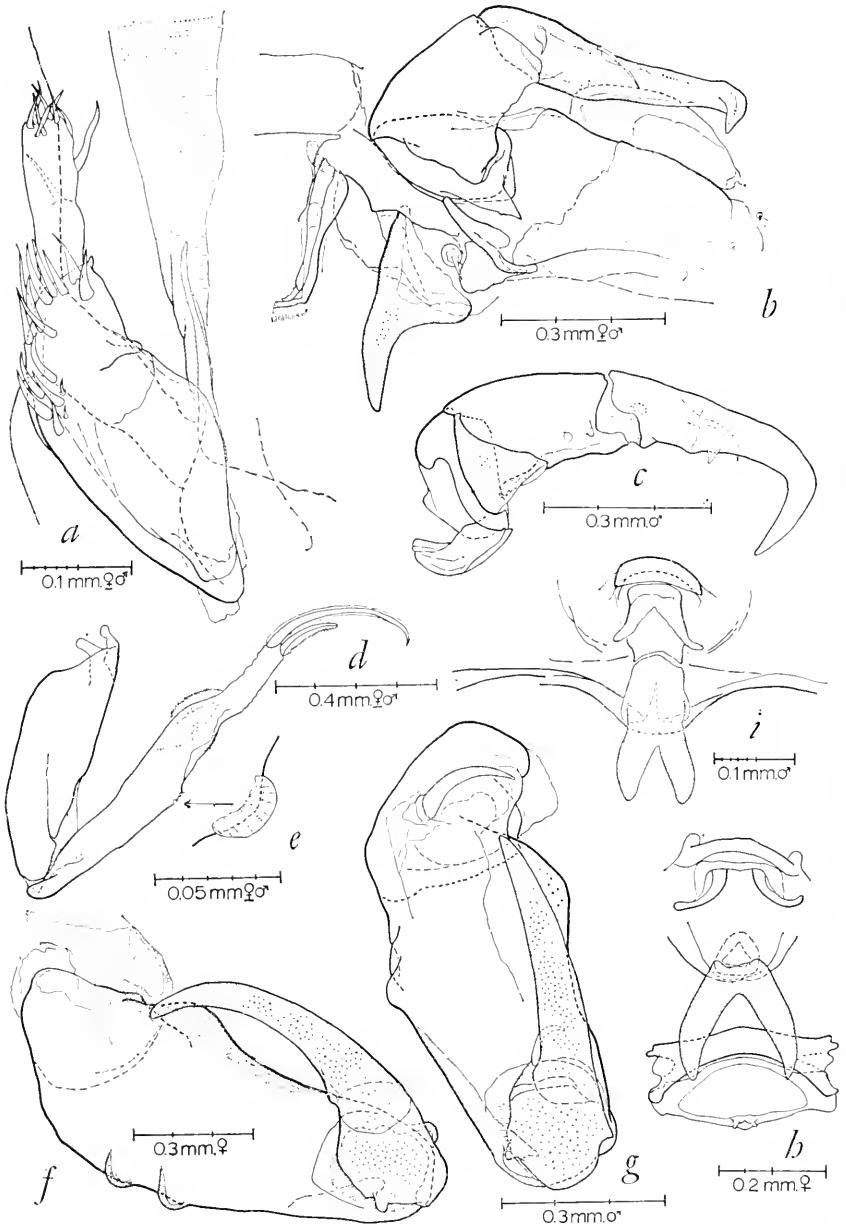 b
0.3 mm ♀♂
a
0.1 mm. ♀♂
c
0.3 mm. ♂
d
0.4 mm. ♀♂
i
0.1 mm. ♂
e
0.05 mm ♀♂
f
0.3 mm. ♀
g
0.3 mm. ♂
h
0.2 mm. ♀